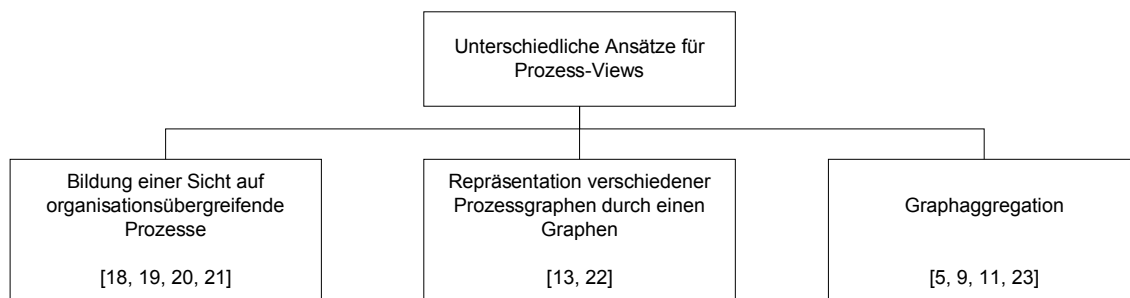 Unterschiedliche Ansätze für
Prozess-Views
Bildung einer Sicht auf
organisationsübergreifende
Prozesse
[18, 19, 20, 21]
Repräsentation verschiedener
Prozessgraphen durch einen
Graphen
[13, 22]
Graphaggregation
[5, 9, 11, 23]